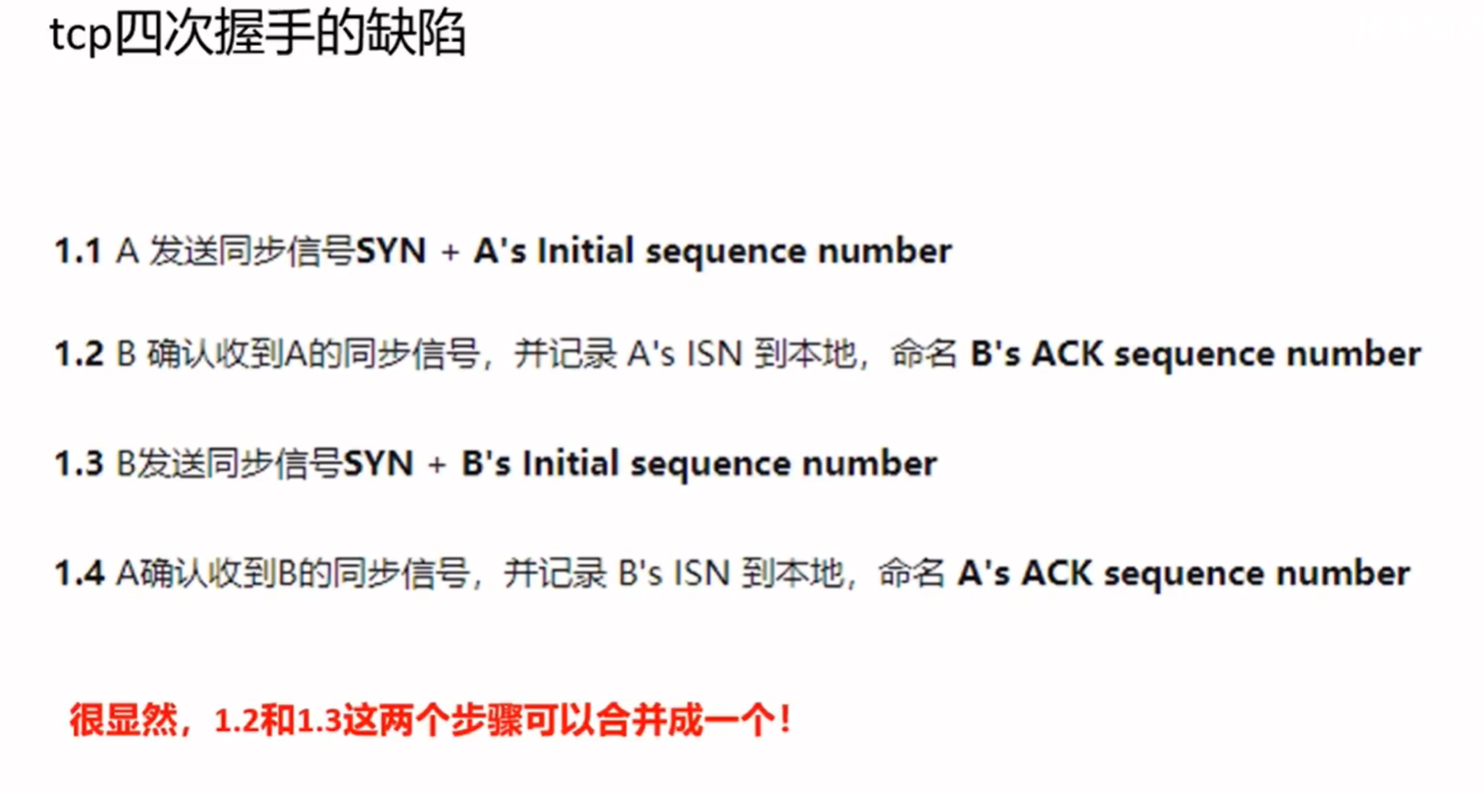 tcp四次握手的缺陷
1.1 A 发送同步信号SYN + A's Initial sequence number
1.2 B 确认收到A的同步信号，并记录 A's ISN 到本地，命名 B's ACK sequence number
1.3 B发送同步信号SYN + B's Initial sequence number
1.4 A确认收到B的同步信号，并记录 B's ISN 到本地，命名 A's ACK sequence number
很显然，1.2和1.3这两个步骤可以合并成一个！